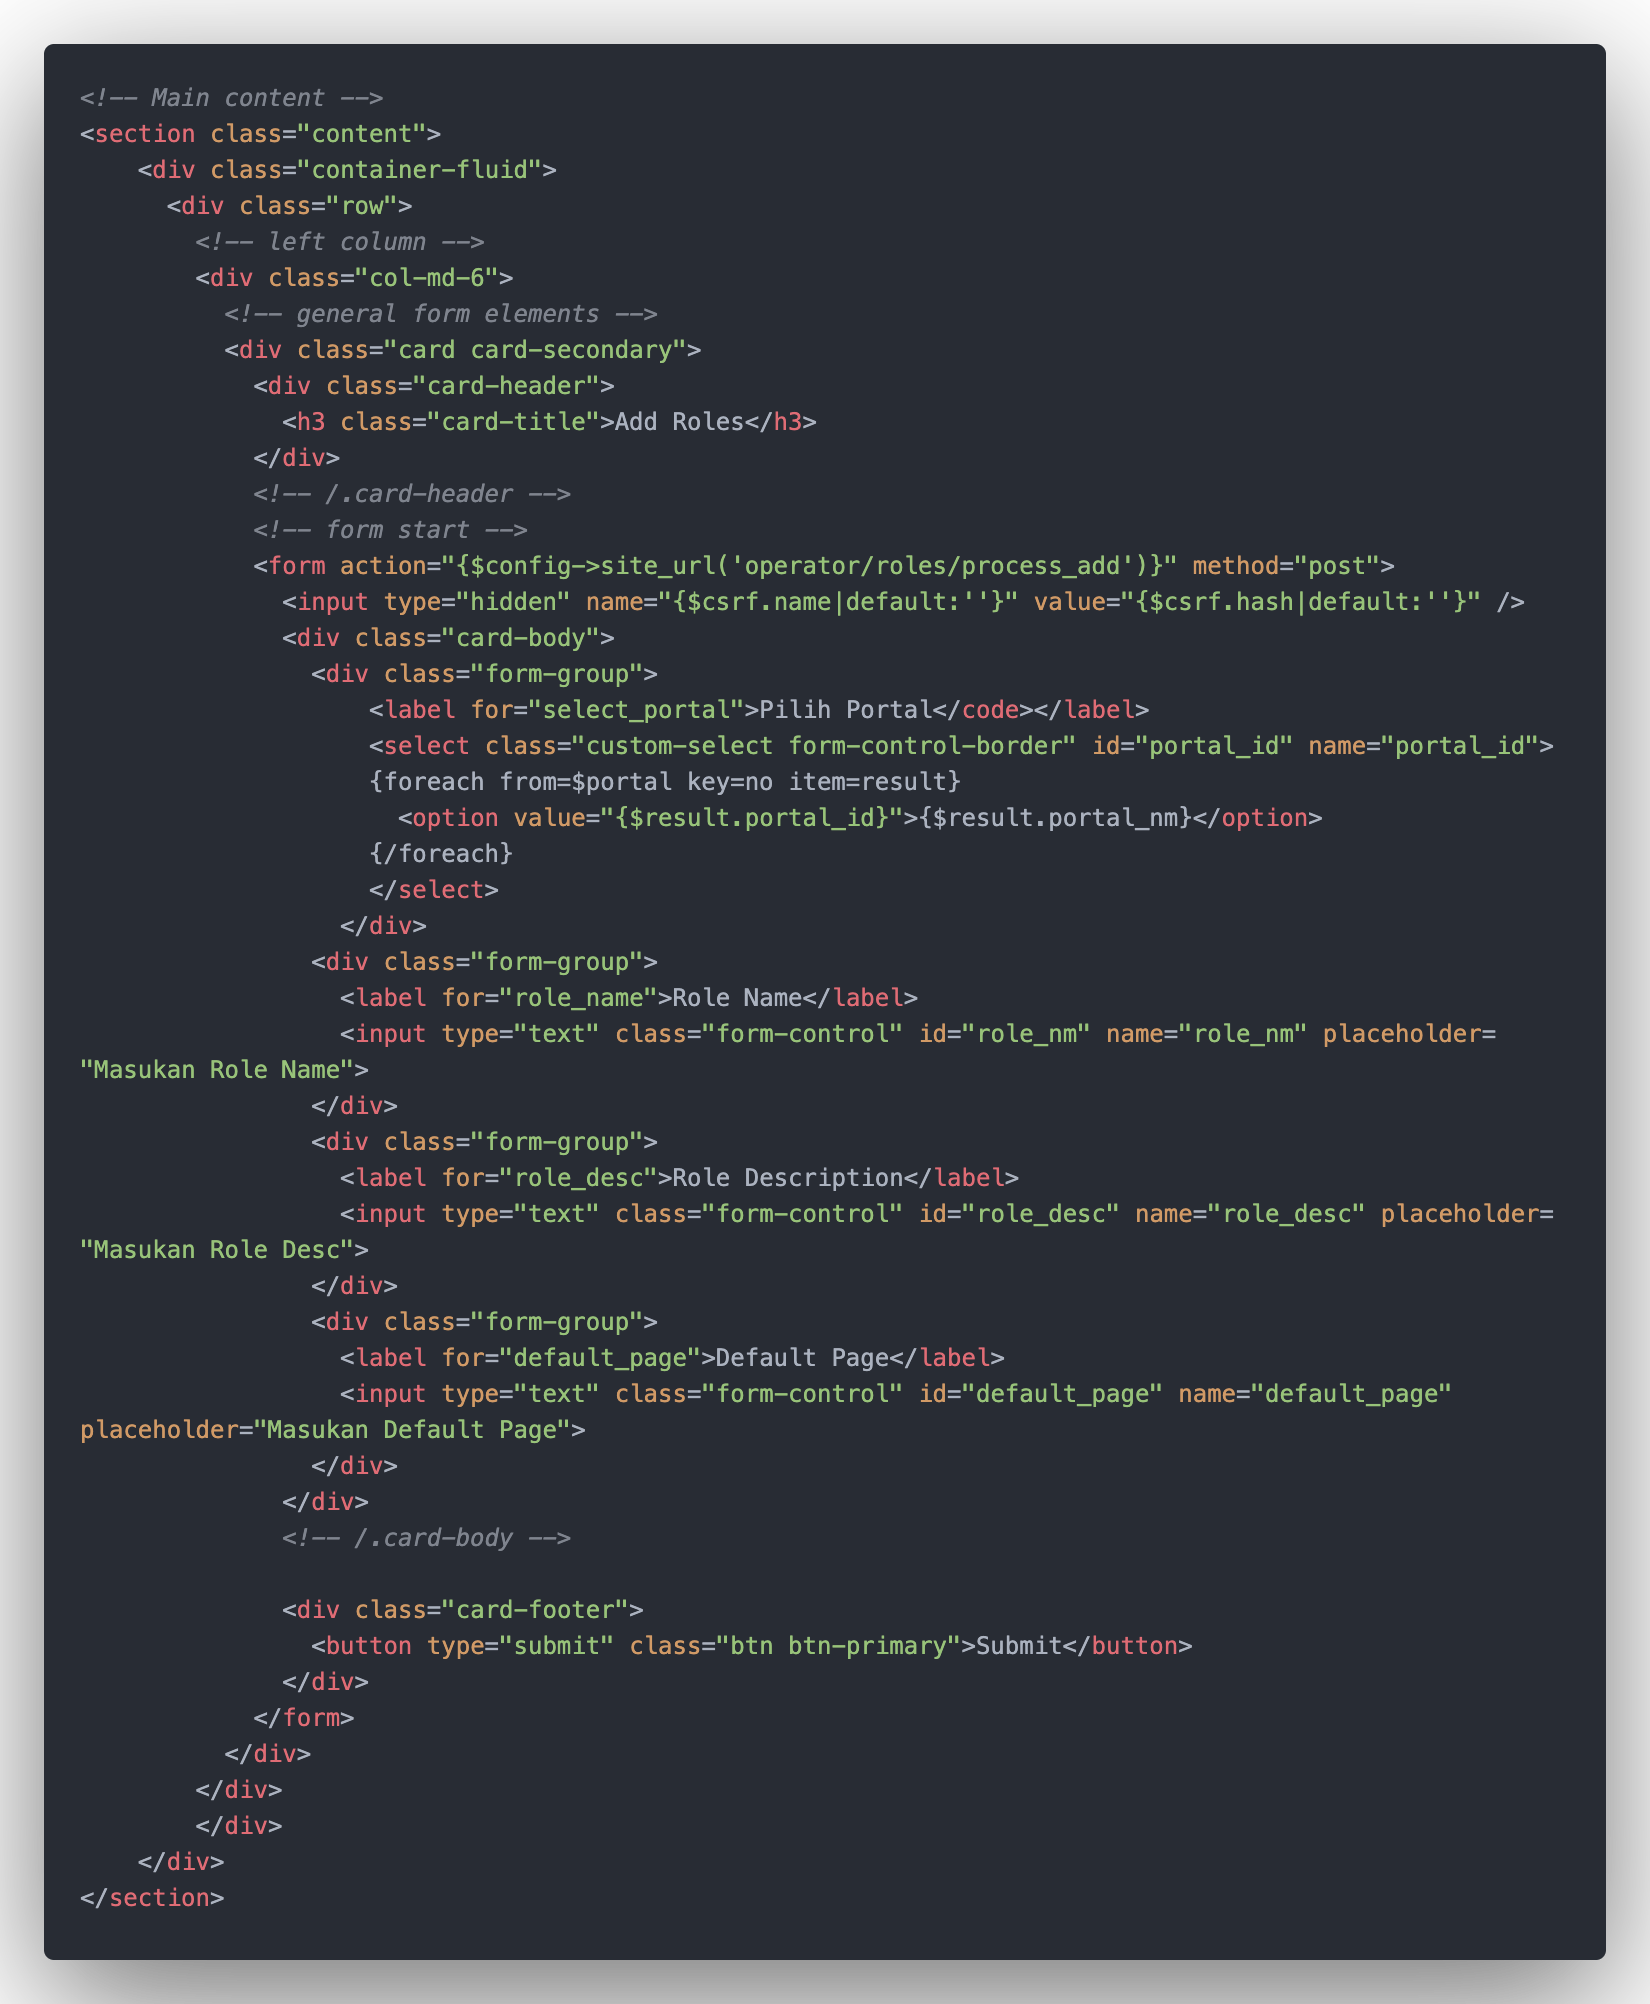 <!-- Main content -->
<section class="content">
    <div class="container-fluid">
      <div class="row">
        <!-- left column -->
        <div class="col-md-6">
          <!-- general form elements -->
          <div class="card card-secondary">
            <div class="card-header">
              <h3 class="card-title">Add Roles</h3>
            </div>
            <!-- /.card-header -->
            <!-- form start -->
            <form action="{$config->site_url('operator/roles/process_add')}" method="post">
              <input type="hidden" name="{$csrf.name|default:''}" value="{$csrf.hash|default:''}" />
              <div class="card-body">
                <div class="form-group">
                    <label for="select_portal">Pilih Portal</code></label>
                    <select class="custom-select form-control-border" id="portal_id" name="portal_id">
                    {foreach from=$portal key=no item=result}
                      <option value="{$result.portal_id}">{$result.portal_nm}</option>
                    {/foreach}
                    </select>
                  </div>
                <div class="form-group">
                  <label for="role_name">Role Name</label>
                  <input type="text" class="form-control" id="role_nm" name="role_nm" placeholder=
"Masukan Role Name">
                </div>
                <div class="form-group">
                  <label for="role_desc">Role Description</label>
                  <input type="text" class="form-control" id="role_desc" name="role_desc" placeholder=
"Masukan Role Desc">
                </div>
                <div class="form-group">
                  <label for="default_page">Default Page</label>
                  <input type="text" class="form-control" id="default_page" name="default_page"
placeholder="Masukan Default Page">
                </div>
              </div>
              <!-- /.card-body -->

              <div class="card-footer">
                <button type="submit" class="btn btn-primary">Submit</button>
              </div>
            </form>
          </div>
        </div>
        </div>
    </div>
</section>